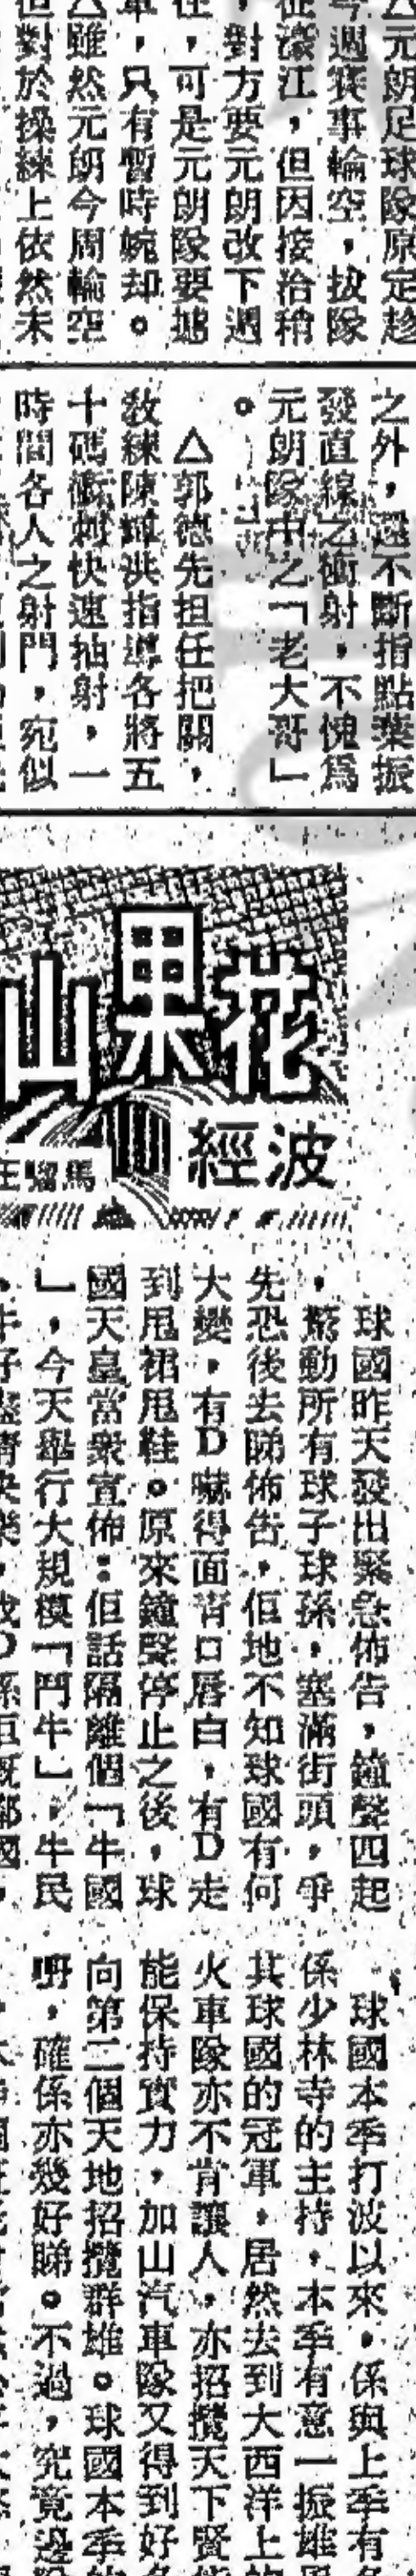 △元朗足球隊原定趁
今週賽事輪空,拔隊
征濠江,但因接洽稍
,對方要元朗改下週
往,可是元朗隊要進
軍,只有暫時婉却。
△雖然元朗今周輪空
但對於操練上依然未
之外,還不斷指點葉振
發直線之衝射,不愧爲
元朗隊中之「老大哥」
。
△郭德先担任把關,
教練陳輝洪指導各將五
十碼衝刺快速抽射,一
時間各人之射門,宛似
花果山
波經
馬騮王
球國昨天發出緊急佈告,鐘聲四起
,驚動所有球子球孫,塞滿街頭,爭
先恐後去睇佈告,佢地不知球國有何
大變,有D嚇得面青口唇白,有D走
到甩裙甩鞋。原來鐘聲停止之後,球
國天皇當衆宣佈:佢話隔離個「牛國
」,今天舉行大規模「鬥牛」,牛民
球國本季打波以來,係與上季有
係少林寺的主持,本季有意一振雄
其球國的冠軍,居然去到大西洋上
火車隊亦不肯讓人,亦招攬天下賢
能保持實力,加山汽車隊又得到好
向第二個天地招攬群雄。球國本季
嘢,確係亦幾好睇。不過,究竟邊